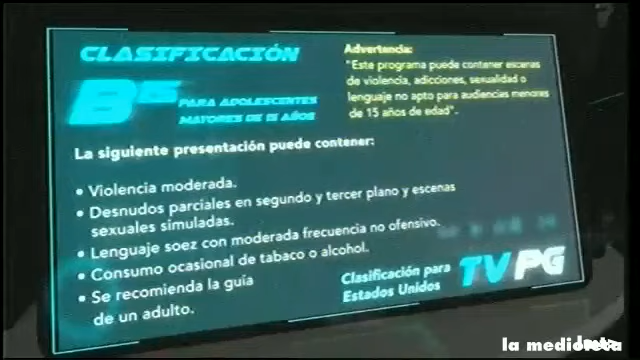 CLASIFICACIÓN
B15
PARA ADOLESCENTES
MAYORES DE 15 AÑOS
Advertencia:
"Este programa puede contener escenas
de violencia, adicciones, sexualidad o
lenguaje no apto para audiencias menores
de 15 años de edad".
La siguiente presentación puede contener:
• Violencia moderada.
• Desnudos parciales en segundo y tercer plano y escenas
sexuales simuladas.
• Lenguaje soez con moderada frecuencia no ofensivo.
• Consumo ocasional de tabaco o alcohol.
• Se recomienda la guía
de un adulto.
Clasificación para
Estados Unidos
TV PG